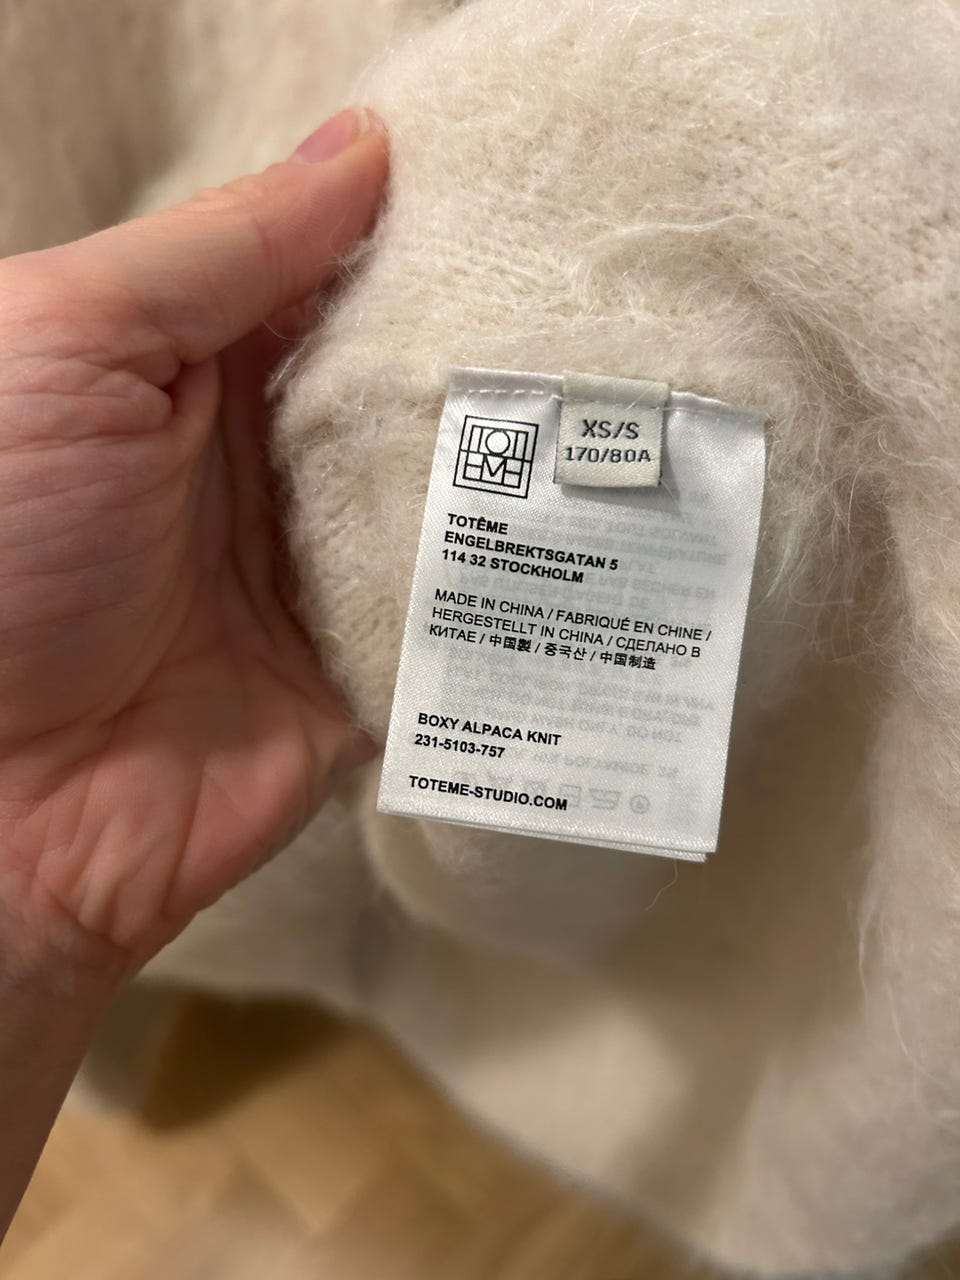 XS/S
170/80A
TOTÊME
ENGELBREKTSGATAN 5
114 32 STOCKHOLM
MADE IN CHINA / FABRIQUÉ EN CHINE /
HERGESTELLT IN CHINA / СДЕЛАНО В
КИТАЕ / 中国製 / 중국산 / 中国制造
BOXY ALPACA KNIT
231-5103-757
TOTEME-STUDIO.COM